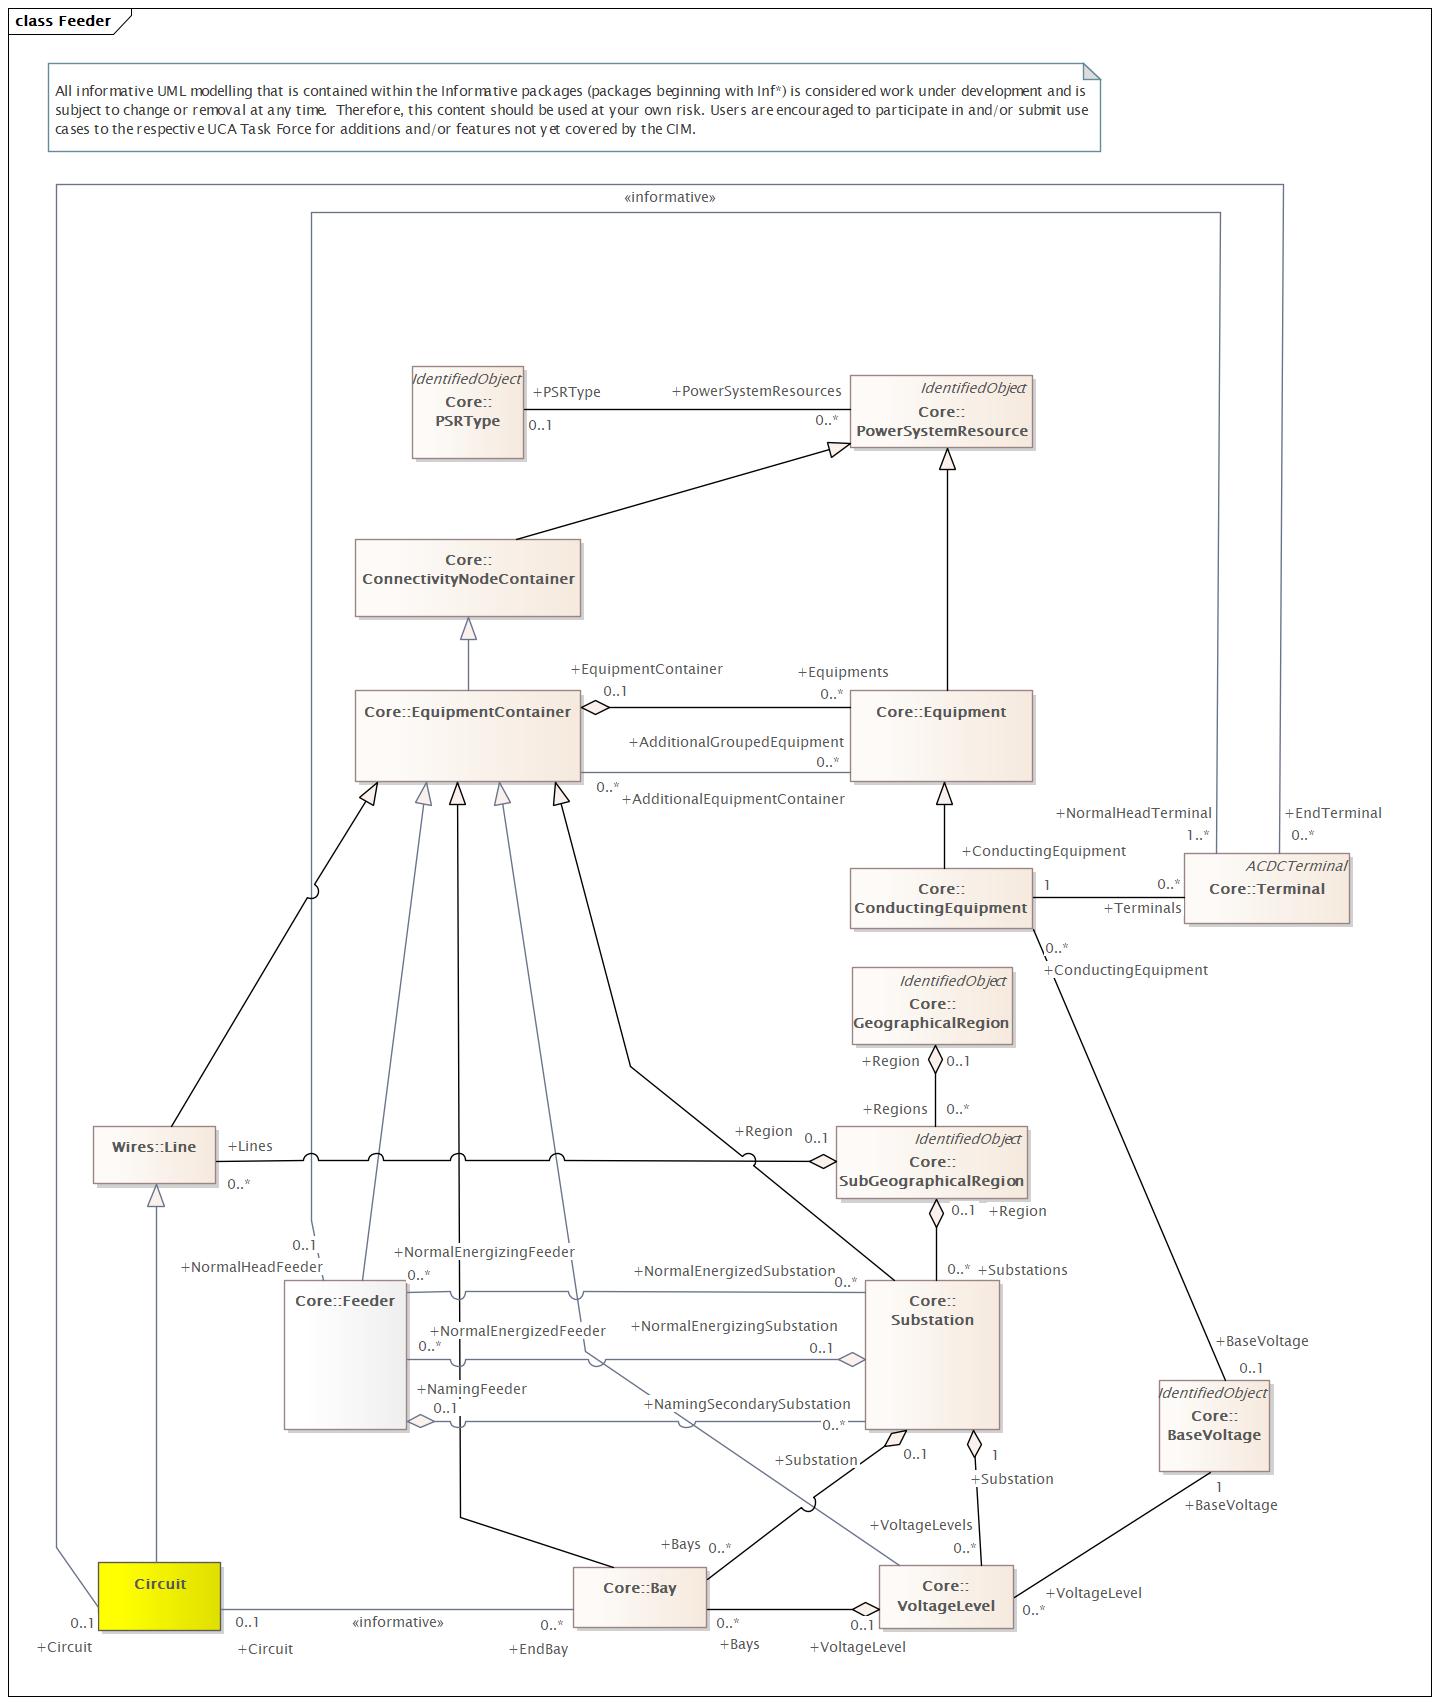 class Feeder
All informative UML modelling that is contained within the Informative packages (packages beginning with Inf*) is considered work under development and is
subject to change or removal at any time.  Therefore, this content should be used at your own risk. Users are encouraged to participate in and/or submit use
cases to the respective UCA Task Force for additions and/or features not yet covered by the CIM.
«informative»
IdentifiedObject
Core::
PSRType
+PSRType
0..1
+PowerSystemResources
0..*
IdentifiedObject
Core::
PowerSystemResource
Core::
ConnectivityNodeContainer
+EquipmentContainer
0..1
+Equipments
0..*
Core::EquipmentContainer
Core::Equipment
+AdditionalGroupedEquipment
0..*
0..*
+AdditionalEquipmentContainer
+NormalHeadTerminal
1..*
+EndTerminal
0..*
+ConductingEquipment
1
0..*
+Terminals
ACDCTerminal
Core::Terminal
Core::
ConductingEquipment
0..*
+ConductingEquipment
IdentifiedObject
Core::
GeographicalRegion
+Region
0..1
+Regions
0..*
Wires::Line
+Lines
0..*
+Region
0..1
IdentifiedObject
Core::
SubGeographicalRegion
0..1
+Region
0..1
+NormalHeadFeeder
+NormalEnergizingFeeder
0..*
+NormalEnergizedSubstation
0..*
0..*
+Substations
Core::Feeder
Core::
Substation
+NormalEnergizedFeeder
0..*
+NormalEnergizingSubstation
0..1
+BaseVoltage
0..1
+NamingFeeder
0..1
+NamingSecondarySubstation
0..*
IdentifiedObject
Core::
BaseVoltage
+Substation
0..1
1
+Substation
1
+BaseVoltage
+VoltageLevels
0..*
+Bays
0..*
Circuit
Core::Bay
Core::
VoltageLevel
+VoltageLevel
0..*
0..1
+Circuit
0..1
+Circuit
«informative»
0..*
+EndBay
0..*
+Bays
0..1
+VoltageLevel